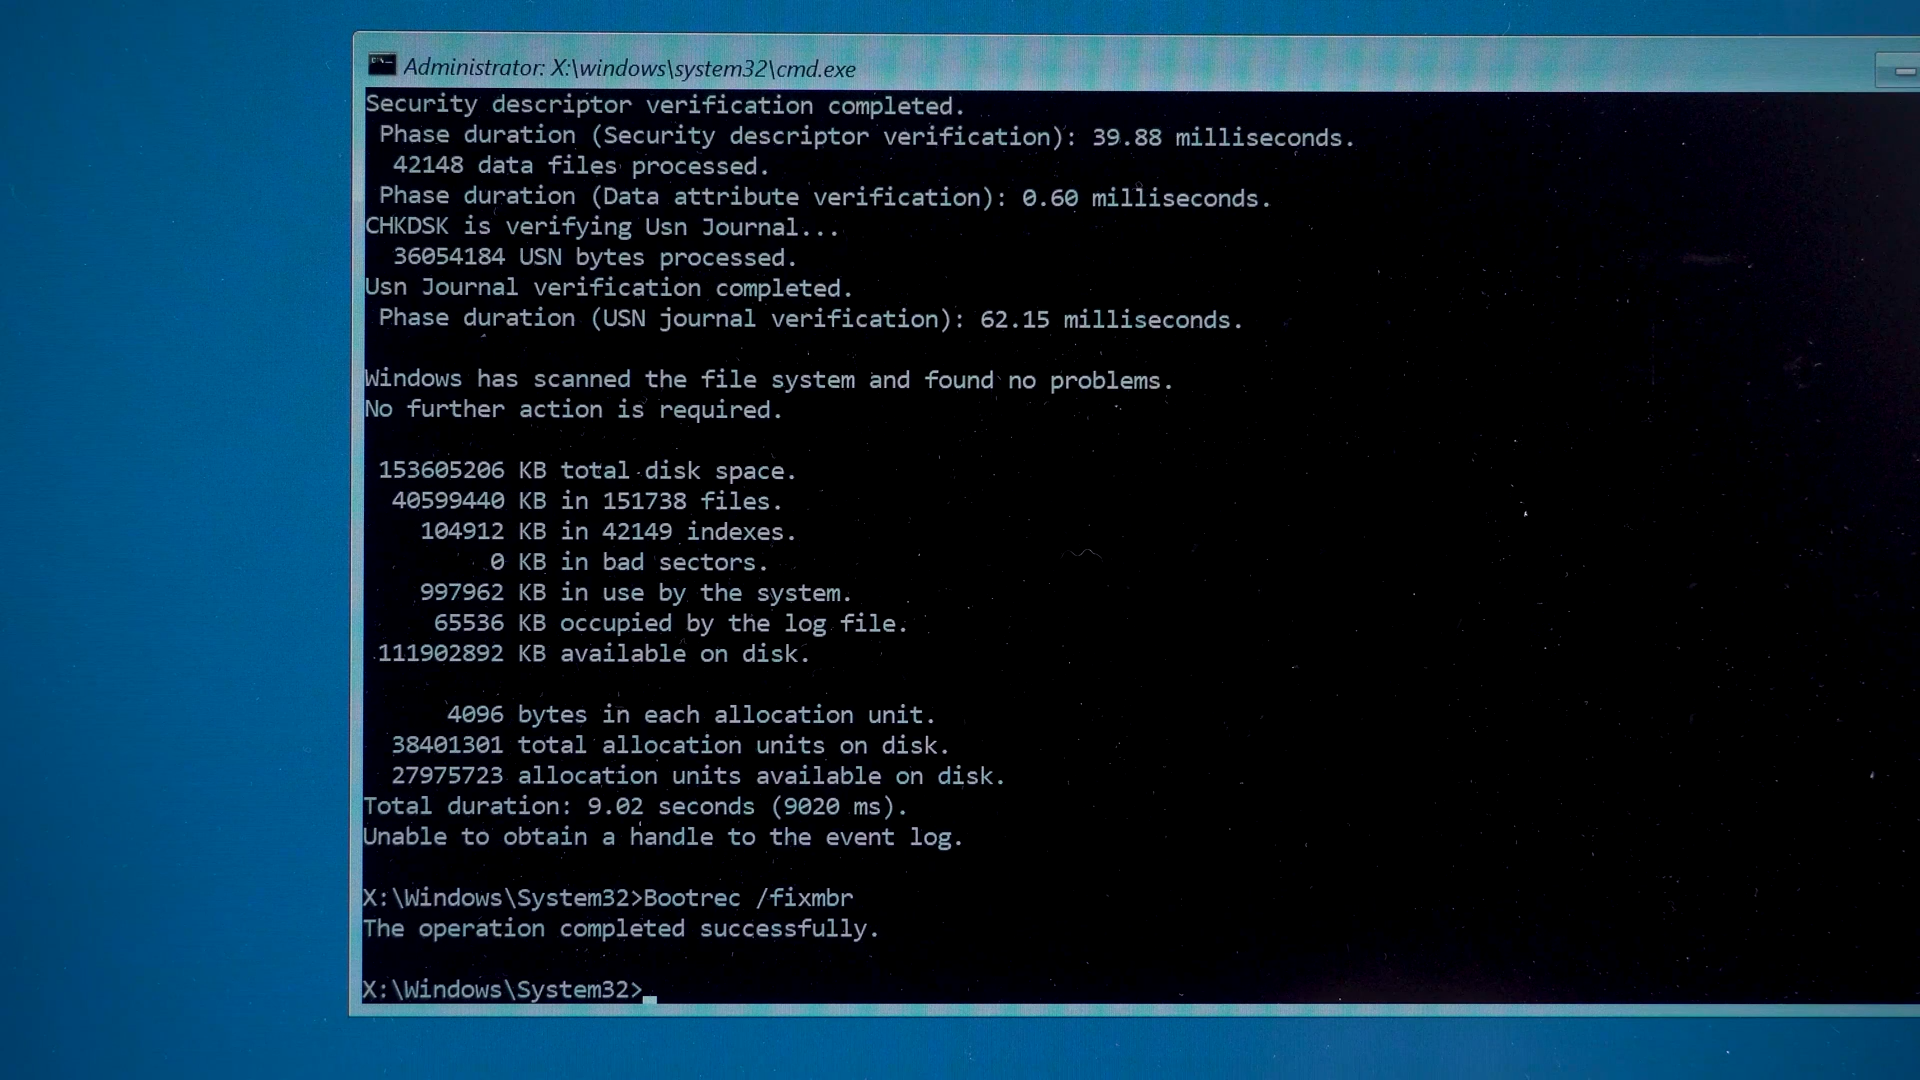 Administrator: X:\windows\system32\cmd.exe
Security descriptor verification completed.
Phase duration (Security descriptor verification): 39.88 milliseconds.
42148 data files processed.
Phase duration (Data attribute verification): 0.60 milliseconds.
CHKDSK is verifying Usn Journal...
36054184 USN bytes processed.
Usn Journal verification completed.
Phase duration (USN journal verification): 62.15 milliseconds.
Windows has scanned the file system and found no problems.
No further action is required.
153605206 KB total disk space.
40599440 KB in 151738 files.
104912 KB in 42149 indexes.
0 KB in bad sectors.
997962 KB in use by the system.
65536 KB occupied by the log file.
111902892 KB available on disk.
4096 bytes in each allocation unit.
38401301 total allocation units on disk.
27975723 allocation units available on disk.
Total duration: 9.02 seconds (9020 ms).
Unable to obtain a handle to the event log.
X:\Windows\System32>Bootrec /fixmbr
The operation completed successfully.
X:\Windows\System32>